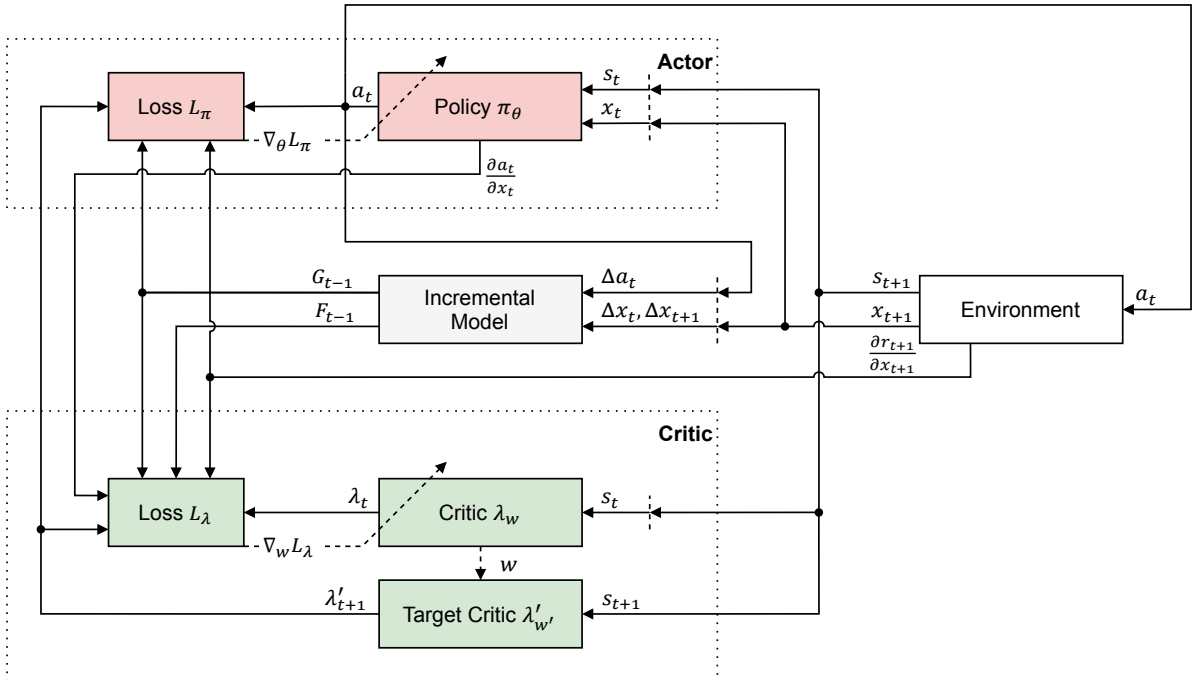 Actor
Loss L_π
a_t
Policy π_θ
s_t
x_t
∇_θ L_π
∂a_t/∂x_t
G_{t−1}
F_{t−1}
Incremental
Model
Δa_t
Δx_t, Δx_{t+1}
s_{t+1}
x_{t+1}
∂r_{t+1}/∂x_{t+1}
Environment
a_t
Critic
Loss L_λ
λ_t
Critic λ_w
s_t
∇_w L_λ
w
λ′_{t+1}
Target Critic λ′_{w′}
s_{t+1}